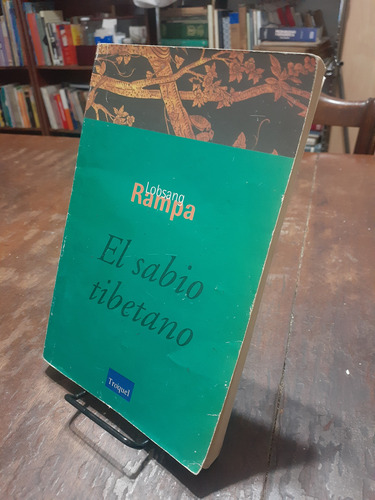 Lobsang
Rampa
El sabio
tibetano
Troquel